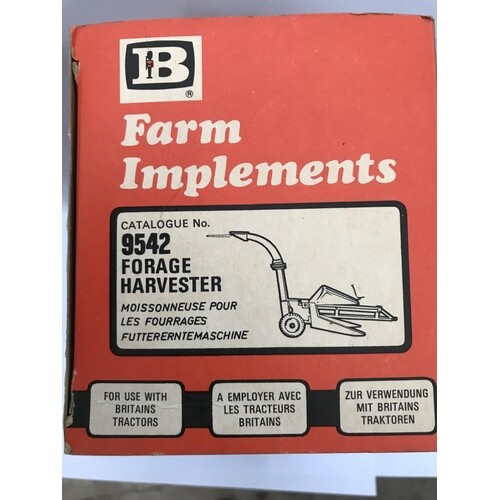 B
®
Farm
Implements
CATALOGUE No.
9542
FORAGE
HARVESTER
MOISSONNEUSE POUR
LES FOURRAGES
FUTTERERNTEMASCHINE
FOR USE WITH
BRITAINS
TRACTORS
A EMPLOYER AVEC
LES TRACTEURS
BRITAINS
ZUR VERWENDUNG
MIT BRITAINS
TRAKTOREN